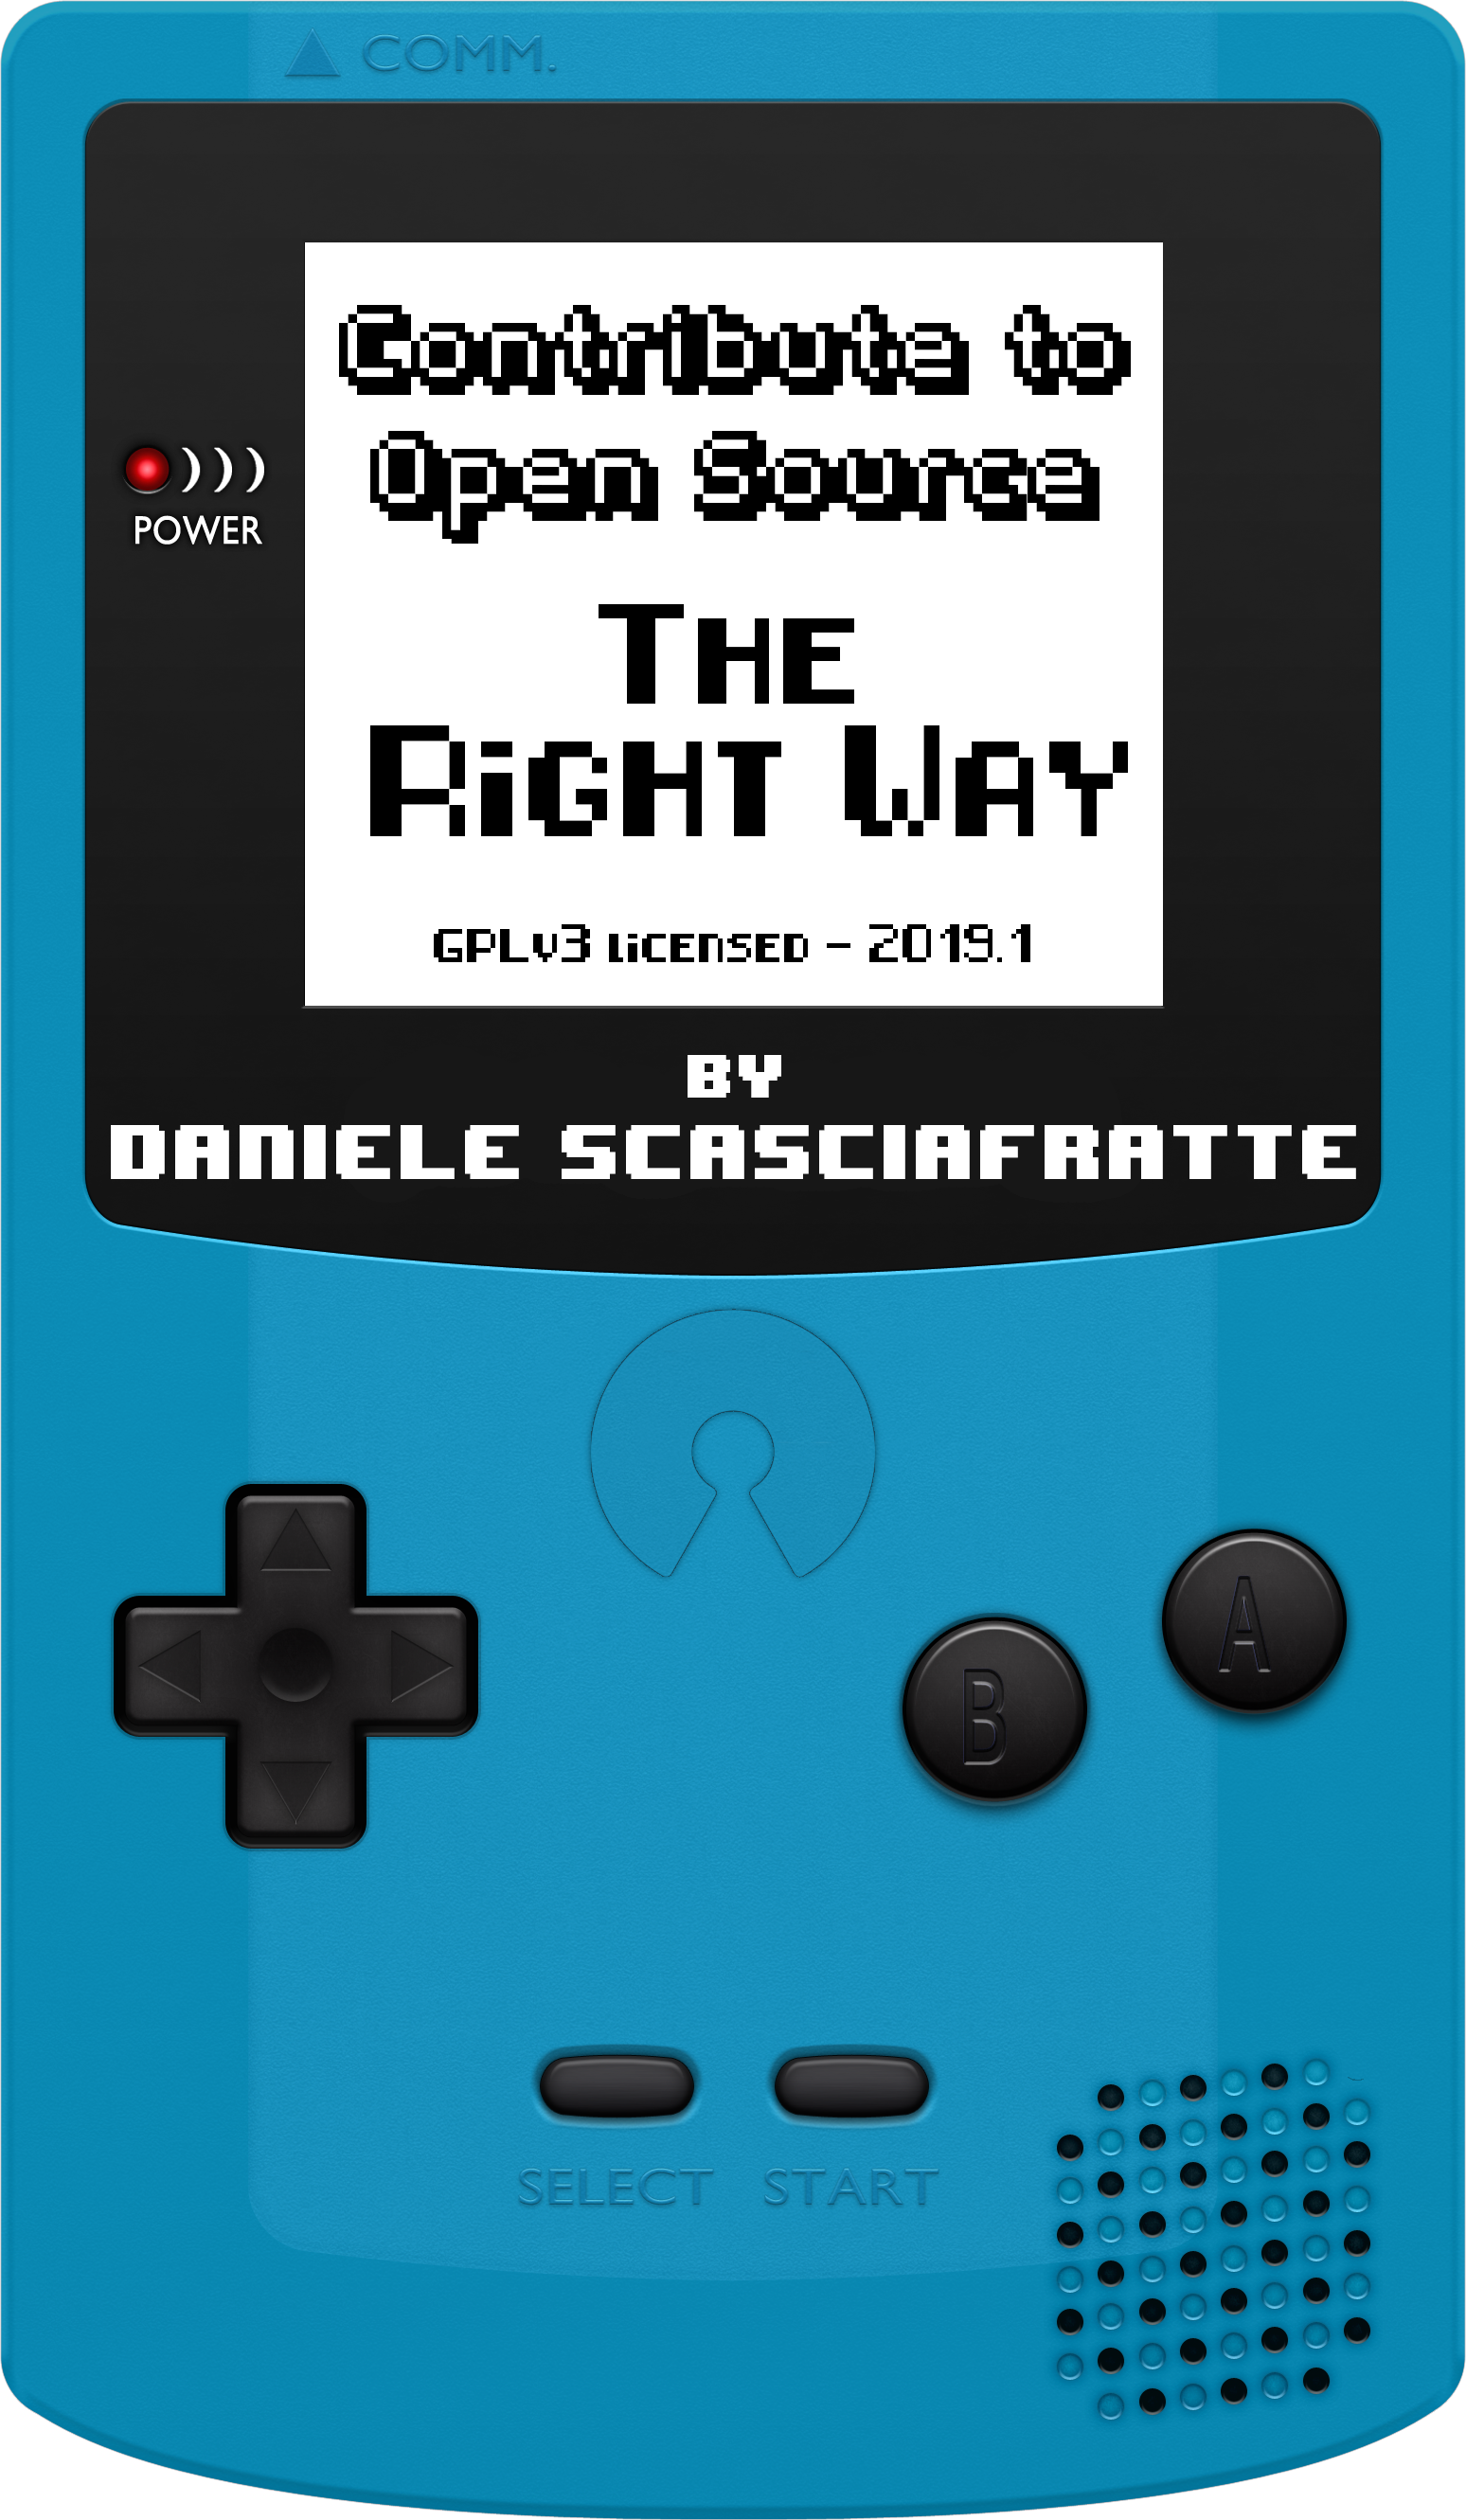 COMM.
Contribute to
Open Source
POWER
THE
RiGHT WAY
GPLv3 licensed - 2019.1
BY
DANIELE SCASCIAFRATTE
A
B
SELECT START